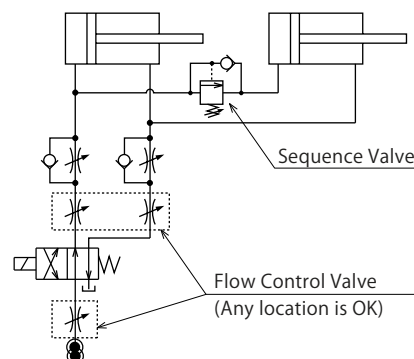 Sequence Valve
Flow Control Valve
(Any location is OK)